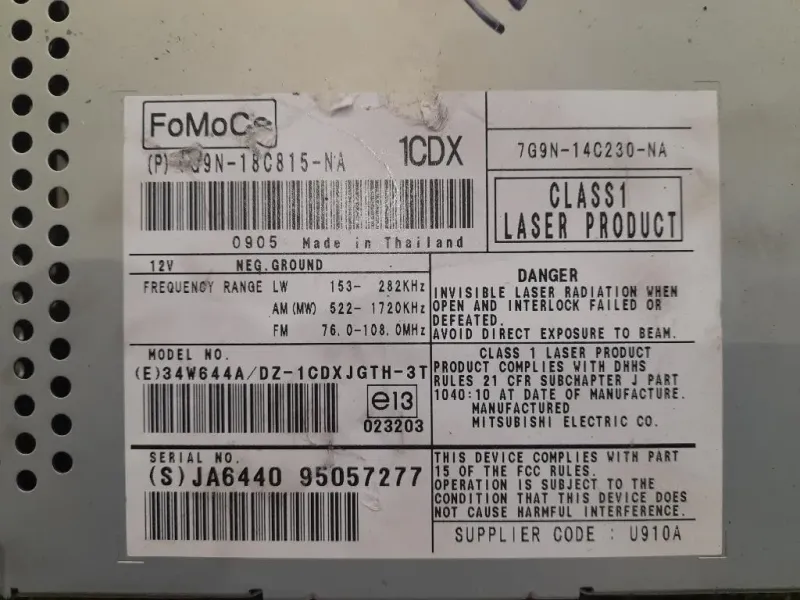 FoMoCo
1CDX
(P) 7G9N-18C815-NA
7G9N-14C230-NA
CLASS1
LASER PRODUCT
0905 Made in Thailand
12V NEG.GROUND
FREQUENCY RANGE LW 153- 282KHz
AM(MW) 522- 1720KHz
FM 76.0-108.0MHz
DANGER
INVISIBLE LASER RADIATION WHEN
OPEN AND INTERLOCK FAILED OR
DEFEATED.
AVOID DIRECT EXPOSURE TO BEAM.
MODEL NO.
(E)34W644A/DZ-1CDXJGTH-3T
e13
023203
CLASS 1 LASER PRODUCT
PRODUCT COMPLIES WITH DHHS
RULES 21 CFR SUBCHAPTER J PART
1040:10 AT DATE OF MANUFACTURE.
MANUFACTURED
MITSUBISHI ELECTRIC CO.
SERIAL NO.
(S)JA6440 95057277
THIS DEVICE COMPLIES WITH PART
15 OF THE FCC RULES.
OPERATION IS SUBJECT TO THE
CONDITION THAT THIS DEVICE DOES
NOT CAUSE HARMFUL INTERFERENCE.
SUPPLIER CODE : U910A